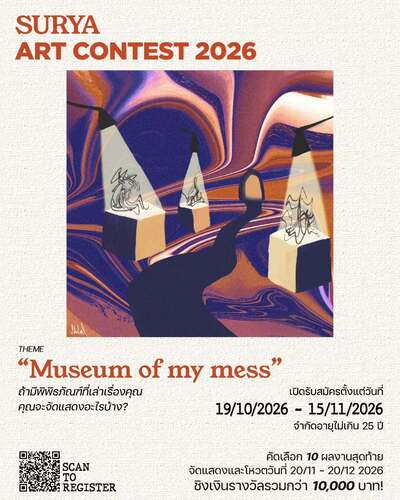 SURYA
ART CONTEST 2026
THEME
“Museum of my mess”
ถ้ามีพิพิธภัณฑ์ที่เล่าเรื่องคุณ
คุณจะจัดแสดงอะไรบ้าง?
เปิดรับสมัครตั้งแต่วันที่
19/10/2026 - 15/11/2026
จำกัดอายุไม่เกิน 25 ปี
SCAN
TO
REGISTER
คัดเลือก 10 ผลงานสุดท้าย
จัดแสดงและโหวตวันที่ 20/11 - 20/12 2026
ชิงเงินรางวัลรวมกว่า 10,000 บาท!